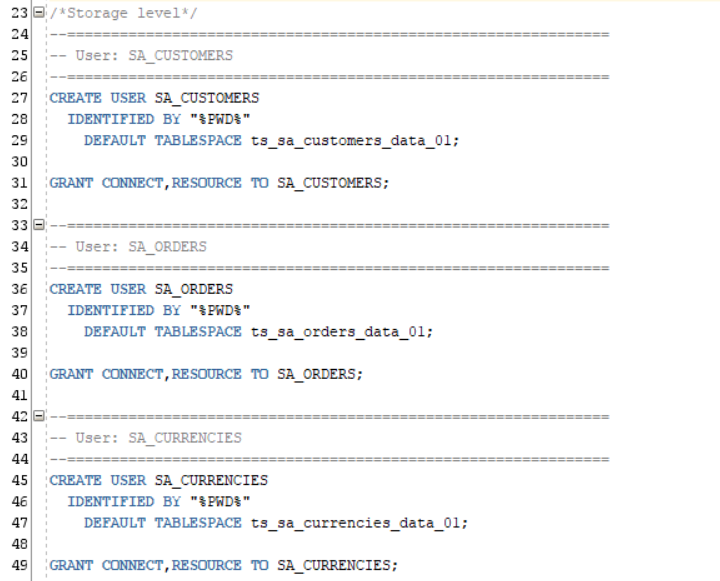 23 /*Storage level*/
24 --==============================================================
25 -- User: SA_CUSTOMERS
26 --==============================================================
27 CREATE USER SA_CUSTOMERS
28 IDENTIFIED BY "%PWD%"
29 DEFAULT TABLESPACE ts_sa_customers_data_01;
30
31 GRANT CONNECT,RESOURCE TO SA_CUSTOMERS;
32
33 --==============================================================
34 -- User: SA_ORDERS
35 --==============================================================
36 CREATE USER SA_ORDERS
37 IDENTIFIED BY "%PWD%"
38 DEFAULT TABLESPACE ts_sa_orders_data_01;
39
40 GRANT CONNECT,RESOURCE TO SA_ORDERS;
41
42 --==============================================================
43 -- User: SA_CURRENCIES
44 --==============================================================
45 CREATE USER SA_CURRENCIES
46 IDENTIFIED BY "%PWD%"
47 DEFAULT TABLESPACE ts_sa_currencies_data_01;
48
49 GRANT CONNECT,RESOURCE TO SA_CURRENCIES;